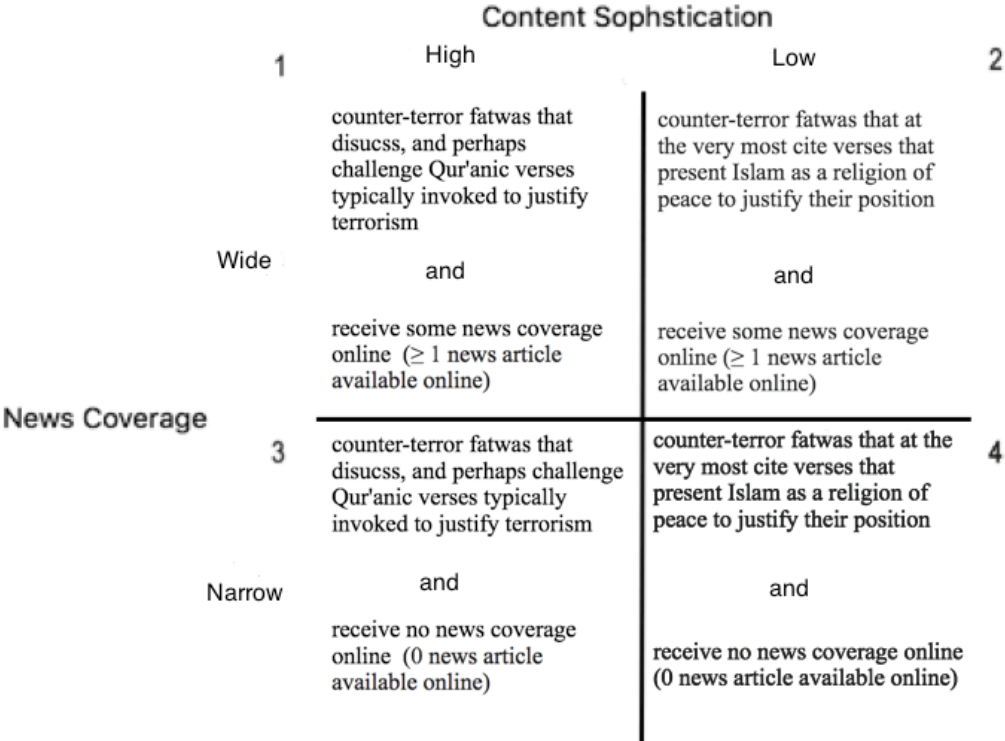 Content Sophstication
1
High
Low
2
counter-terror fatwas that
disucss, and perhaps
challenge Qur'anic verses
typically invoked to justify
terrorism
counter-terror fatwas that at
the very most cite verses that
present Islam as a religion of
peace to justify their position
Wide
and
and
receive some news coverage
online (≥ 1 news article
available online)
receive some news coverage
online (≥ 1 news article
available online)
News Coverage
3
counter-terror fatwas that
disucss, and perhaps challenge
Qur'anic verses typically
invoked to justify terrorism
counter-terror fatwas that at the
very most cite verses that
present Islam as a religion of
peace to justify their position
4
Narrow
and
and
receive no news coverage
online (0 news article
available online)
receive no news coverage online
(0 news article available online)